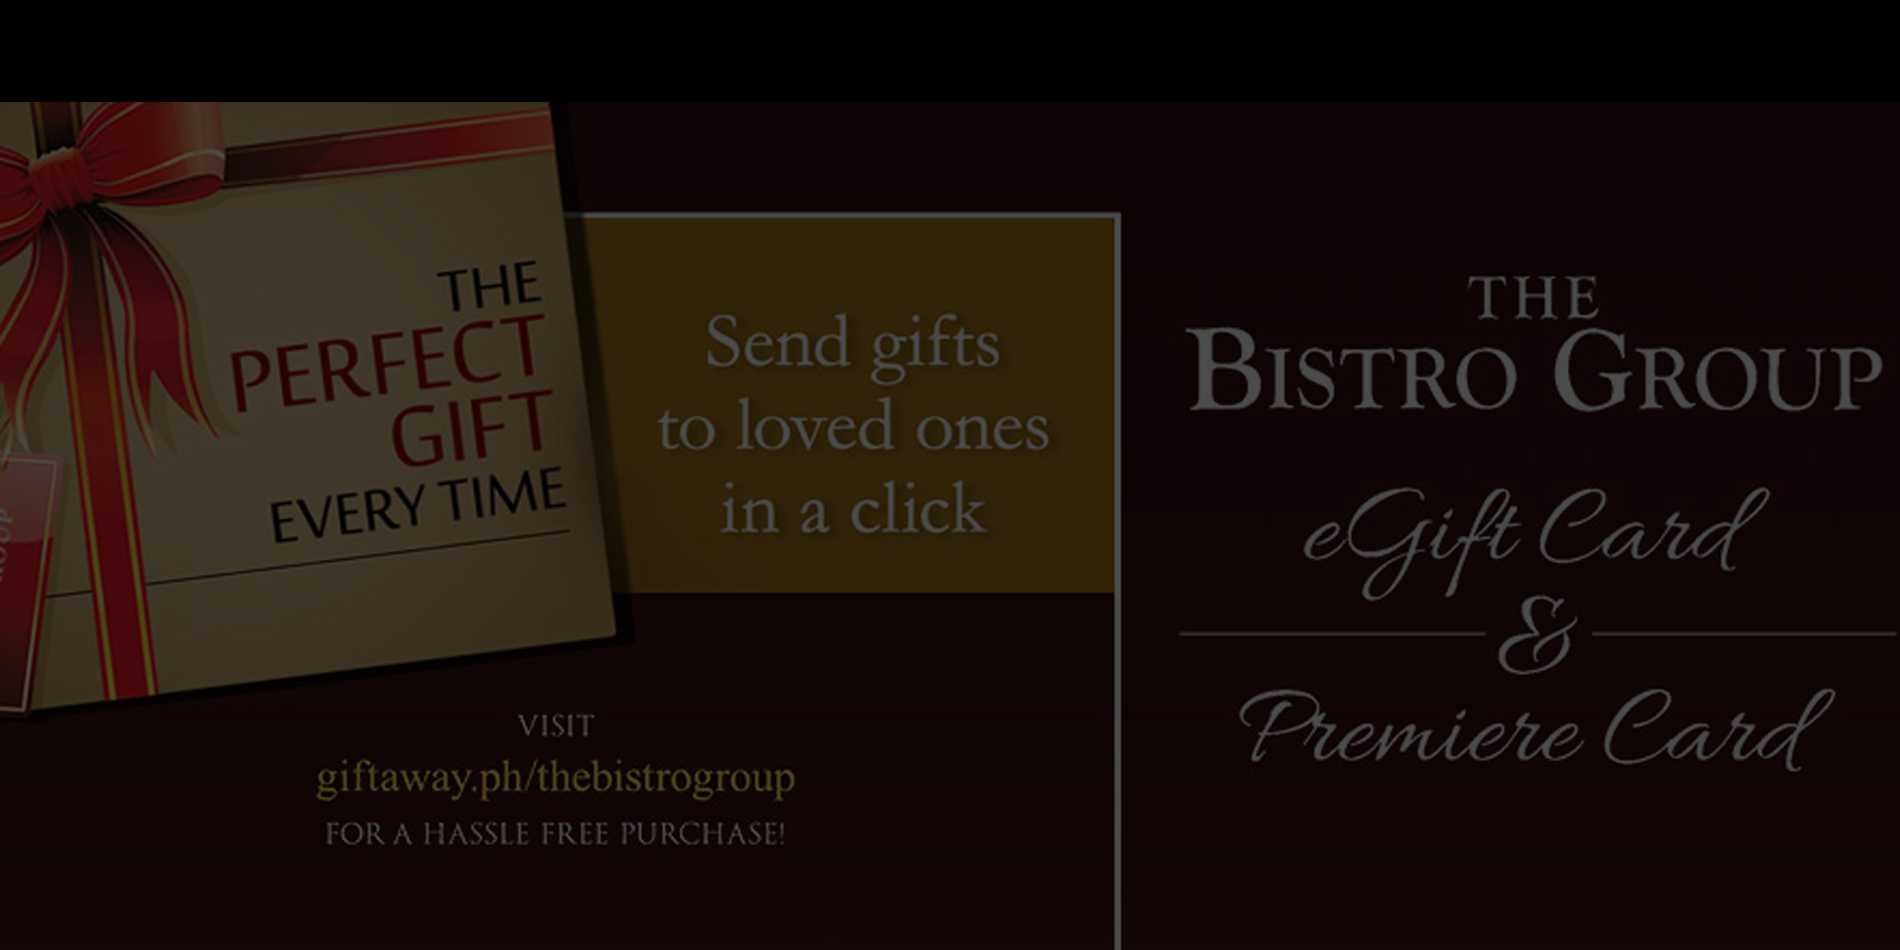 THE
PERFECT
GIFT
EVERY TIME
Send gifts
to loved ones
in a click
VISIT
giftaway.ph/thebistrogroup
FOR A HASSLE FREE PURCHASE!
THE
BISTRO GROUP
eGift Card
&
Premiere Card